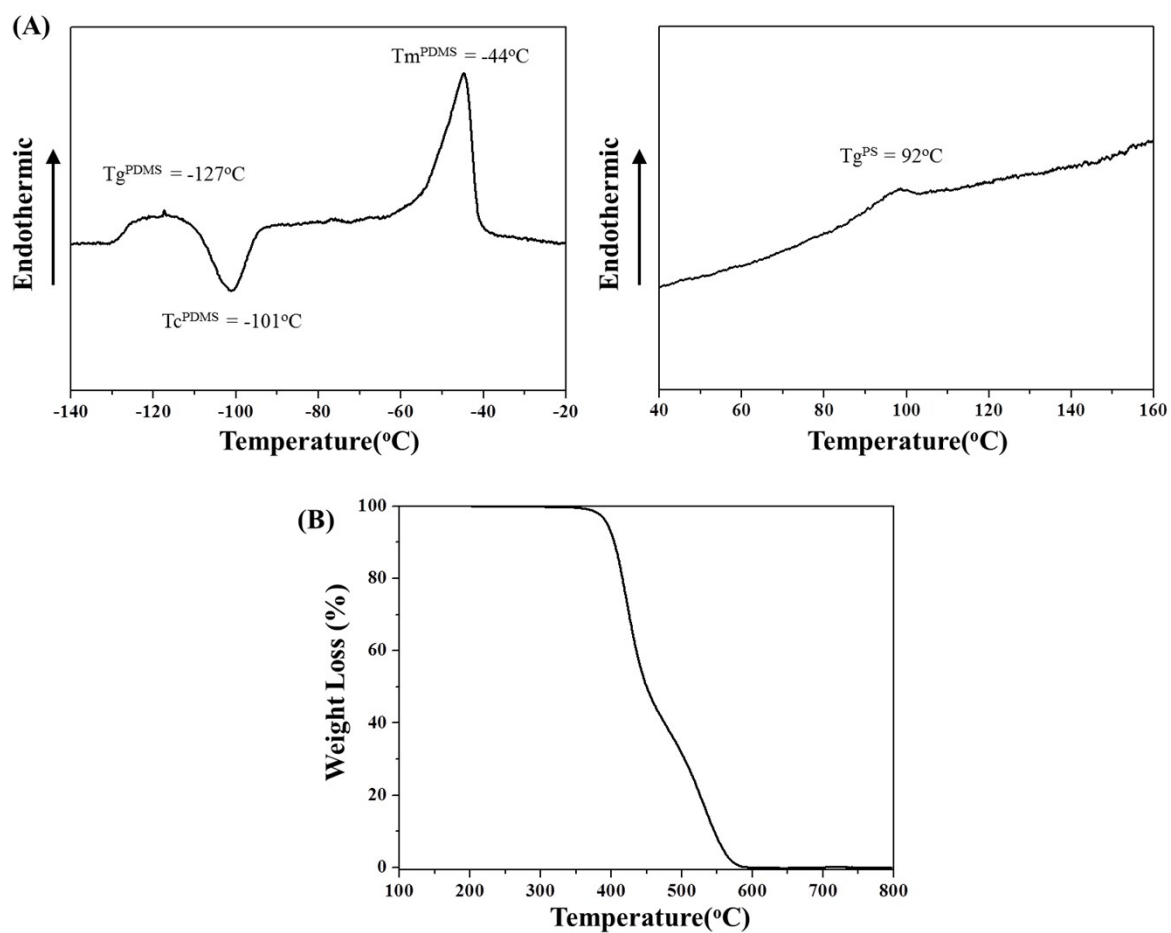 (A)
Endothermic
Tg^PDMS = -127°C
Tc^PDMS = -101°C
Tm^PDMS = -44°C
-140 -120 -100 -80 -60 -40 -20
Temperature(°C)
Endothermic
Tg^PS = 92°C
40 60 80 100 120 140 160
Temperature(°C)
(B)
Weight Loss (%)
100
80
60
40
20
0
100 200 300 400 500 600 700 800
Temperature(°C)